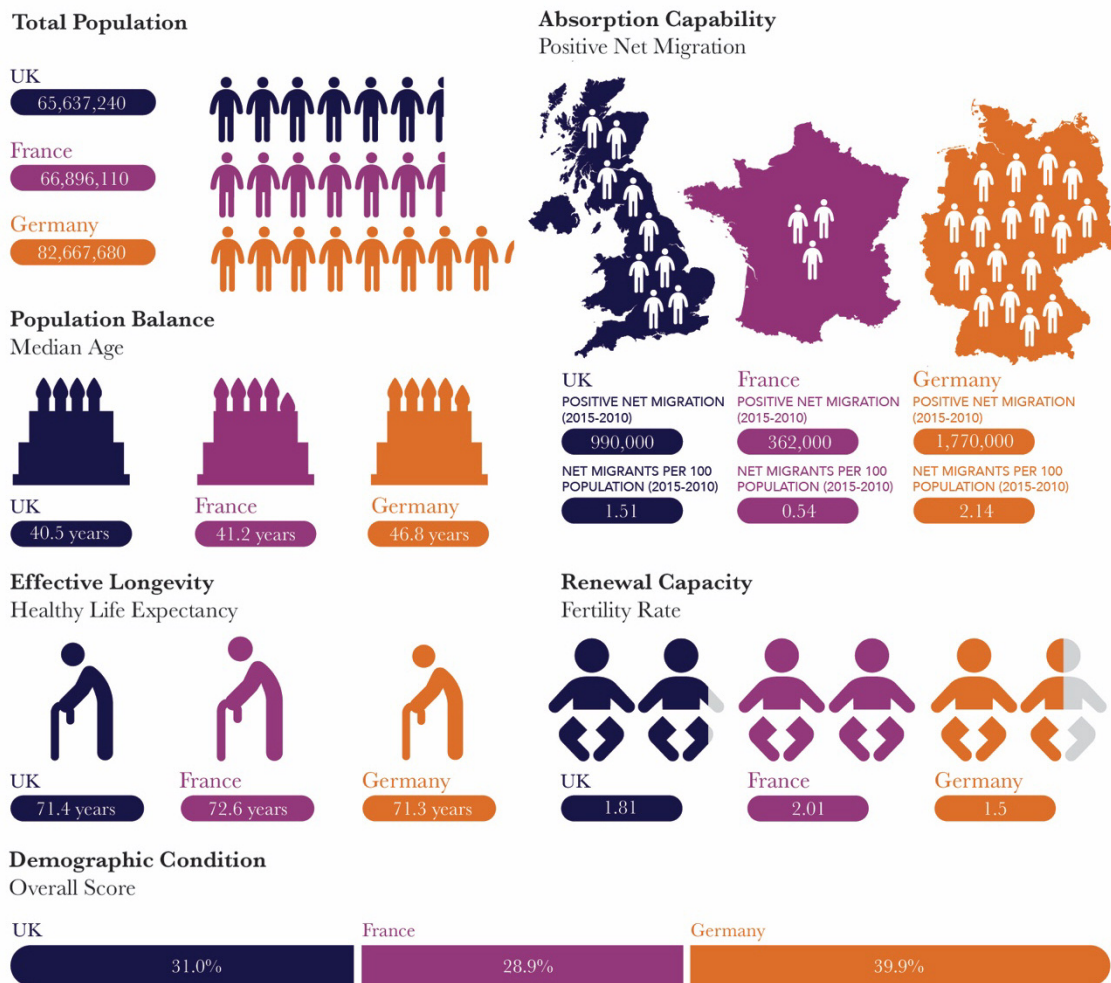 Total Population
UK
65,637,240
France
66,896,110
Germany
82,667,680
Population Balance
Median Age
UK
40.5 years
France
41.2 years
Germany
46.8 years
Absorption Capability
Positive Net Migration
UK
POSITIVE NET MIGRATION
(2015-2010)
990,000
NET MIGRANTS PER 100
POPULATION (2015-2010)
1.51
France
POSITIVE NET MIGRATION
(2015-2010)
362,000
NET MIGRANTS PER 100
POPULATION (2015-2010)
0.54
Germany
POSITIVE NET MIGRATION
(2015-2010)
1,770,000
NET MIGRANTS PER 100
POPULATION (2015-2010)
2.14
Effective Longevity
Healthy Life Expectancy
UK
71.4 years
France
72.6 years
Germany
71.3 years
Renewal Capacity
Fertility Rate
UK
1.81
France
2.01
Germany
1.5
Demographic Condition
Overall Score
UK
31.0%
France
28.9%
Germany
39.9%